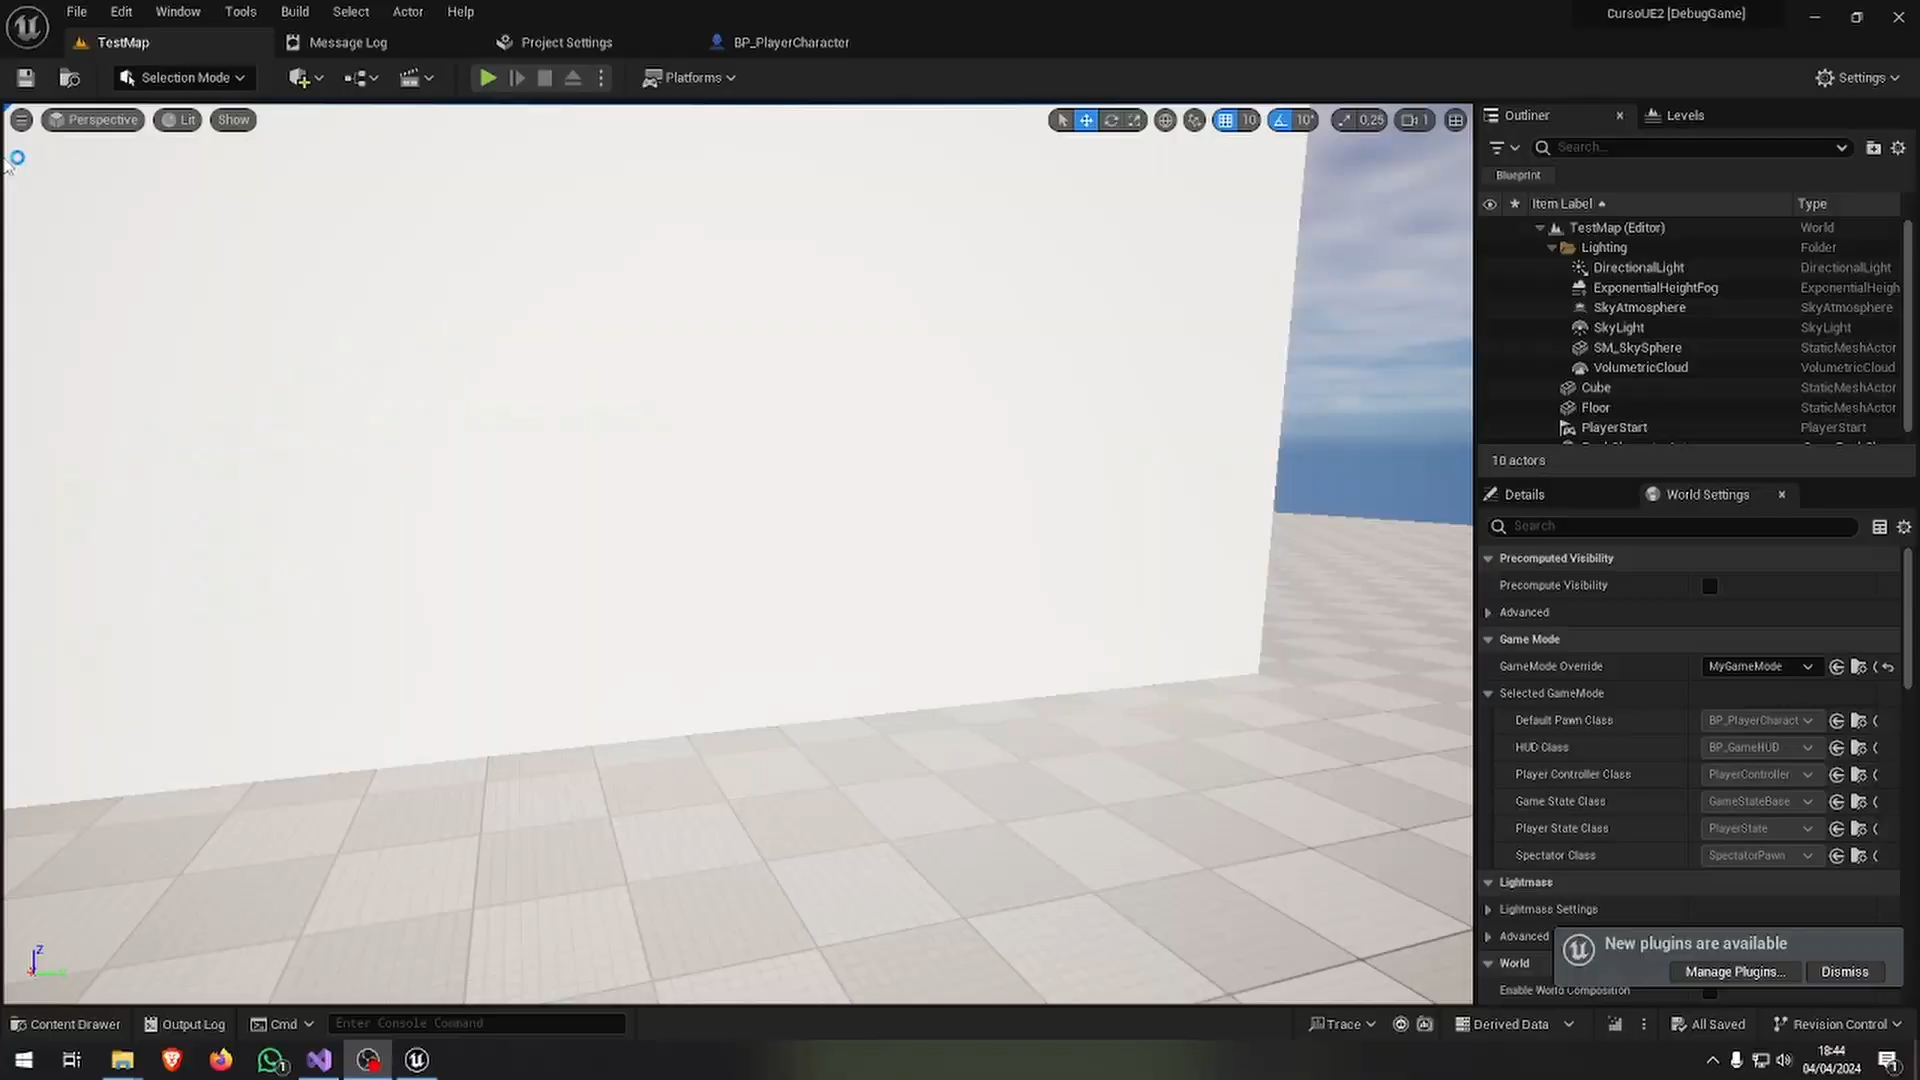 File Edit Window Tools Build Select Actor Help
CursoUE2 [DebugGame]
TestMap Message Log Project Settings BP_PlayerCharacter
Selection Mode Platforms Settings
Perspective Lit Show 10 10° 0,25 1
Outliner Levels
Search...
Blueprint
Item Label Type
TestMap (Editor) World
Lighting Folder
DirectionalLight DirectionalLight
ExponentialHeightFog ExponentialHeigh
SkyAtmosphere SkyAtmosphere
SkyLight SkyLight
SM_SkySphere StaticMeshActor
VolumetricCloud VolumetricCloud
Cube StaticMeshActor
Floor StaticMeshActor
PlayerStart PlayerStart
10 actors
Details World Settings
Search
Precomputed Visibility
Precompute Visibility
Advanced
Game Mode
GameMode Override MyGameMode
Selected GameMode
Default Pawn Class BP_PlayerCharact
HUD Class BP_GameHUD
Player Controller Class PlayerController
Game State Class GameStateBase
Player State Class PlayerState
Spectator Class SpectatorPawn
Lightmass
Lightmass Settings
Advanced
World
Enable World Composition
New plugins are available
Manage Plugins... Dismiss
Z
Content Drawer Output Log Cmd Enter Console Command Trace Derived Data All Saved Revision Control
18:44
04/04/2024